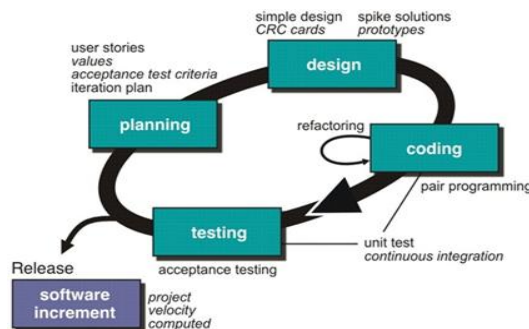 simple design
CRC cards
spike solutions
prototypes
user stories
values
acceptance test criteria
iteration plan
design
planning
refactoring
coding
pair programming
testing
unit test
continuous integration
acceptance testing
Release
software
increment
project
velocity
computed